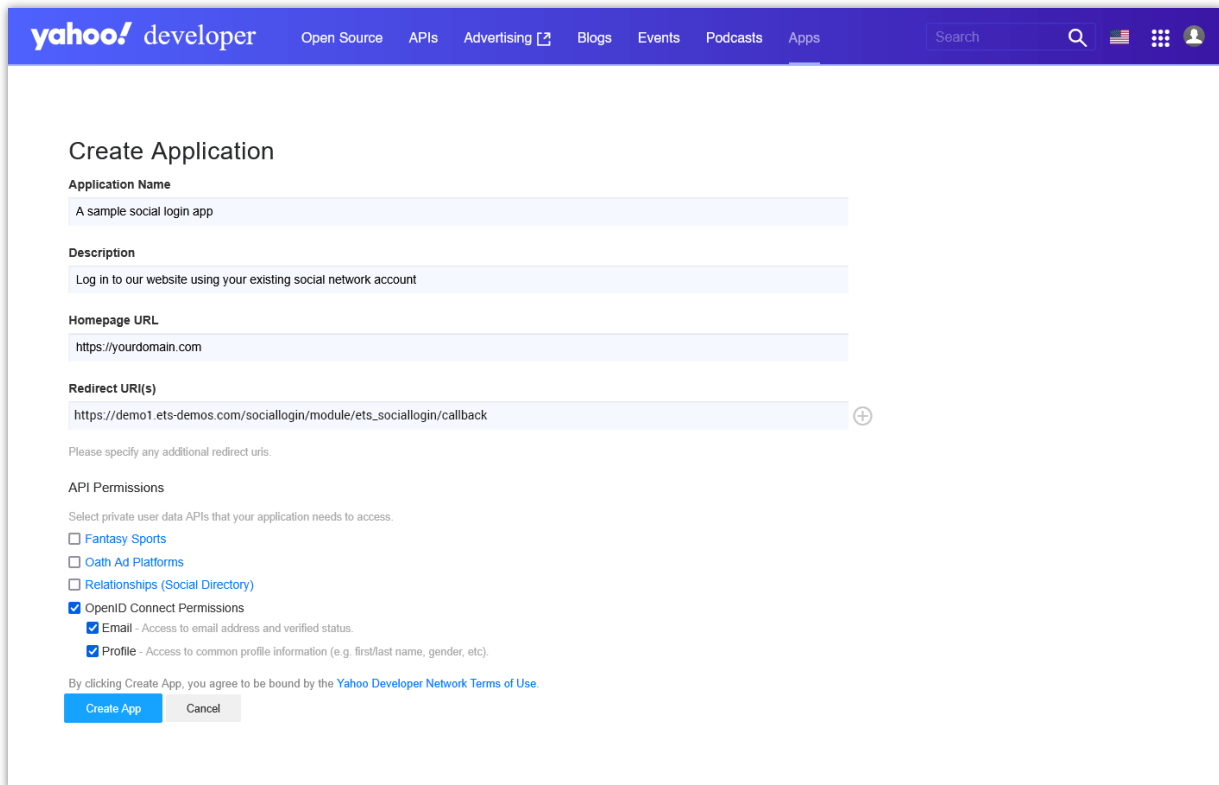 yahoo! developer Open Source APIs Advertising Blogs Events Podcasts Apps Search
Create Application
Application Name
A sample social login app
Description
Log in to our website using your existing social network account
Homepage URL
https://yourdomain.com
Redirect URI(s)
https://demo1.ets-demos.com/sociallogin/module/ets_sociallogin/callback
Please specify any additional redirect uris.
API Permissions
Select private user data APIs that your application needs to access.
Fantasy Sports
Oath Ad Platforms
Relationships (Social Directory)
OpenID Connect Permissions
Email - Access to email address and verified status.
Profile - Access to common profile information (e.g. first/last name, gender, etc).
By clicking Create App, you agree to be bound by the Yahoo Developer Network Terms of Use.
Create App Cancel